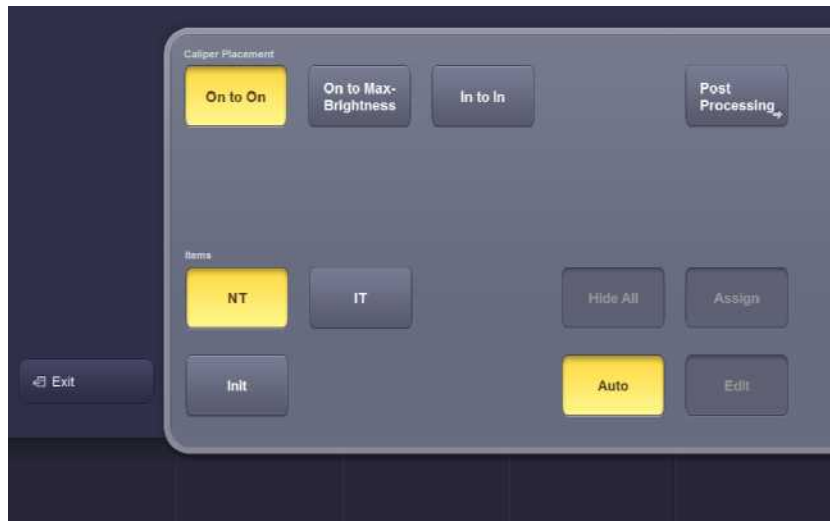 Caliper Placement
On to On
On to Max-
Brightness
In to In
Post
Processing
Items
NT
IT
Hide All
Assign
Exit
Init
Auto
Edit